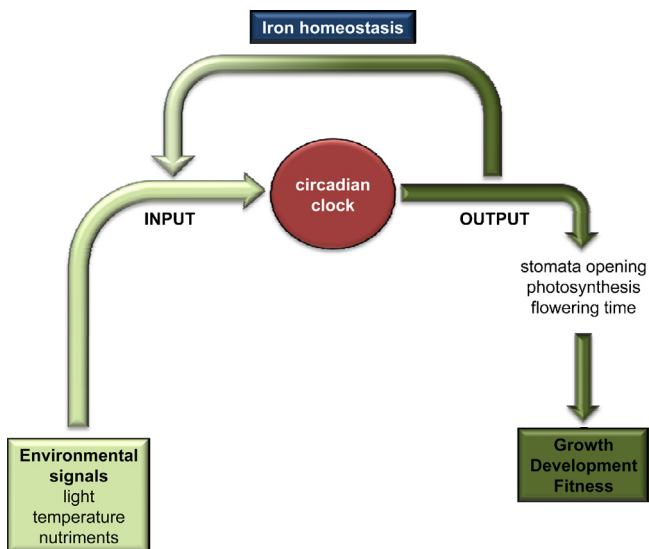 Iron homeostasis
circadian
clock
INPUT
OUTPUT
stomata opening
photosynthesis
flowering time
Environmental
signals
light
temperature
nutriments
Growth
Development
Fitness